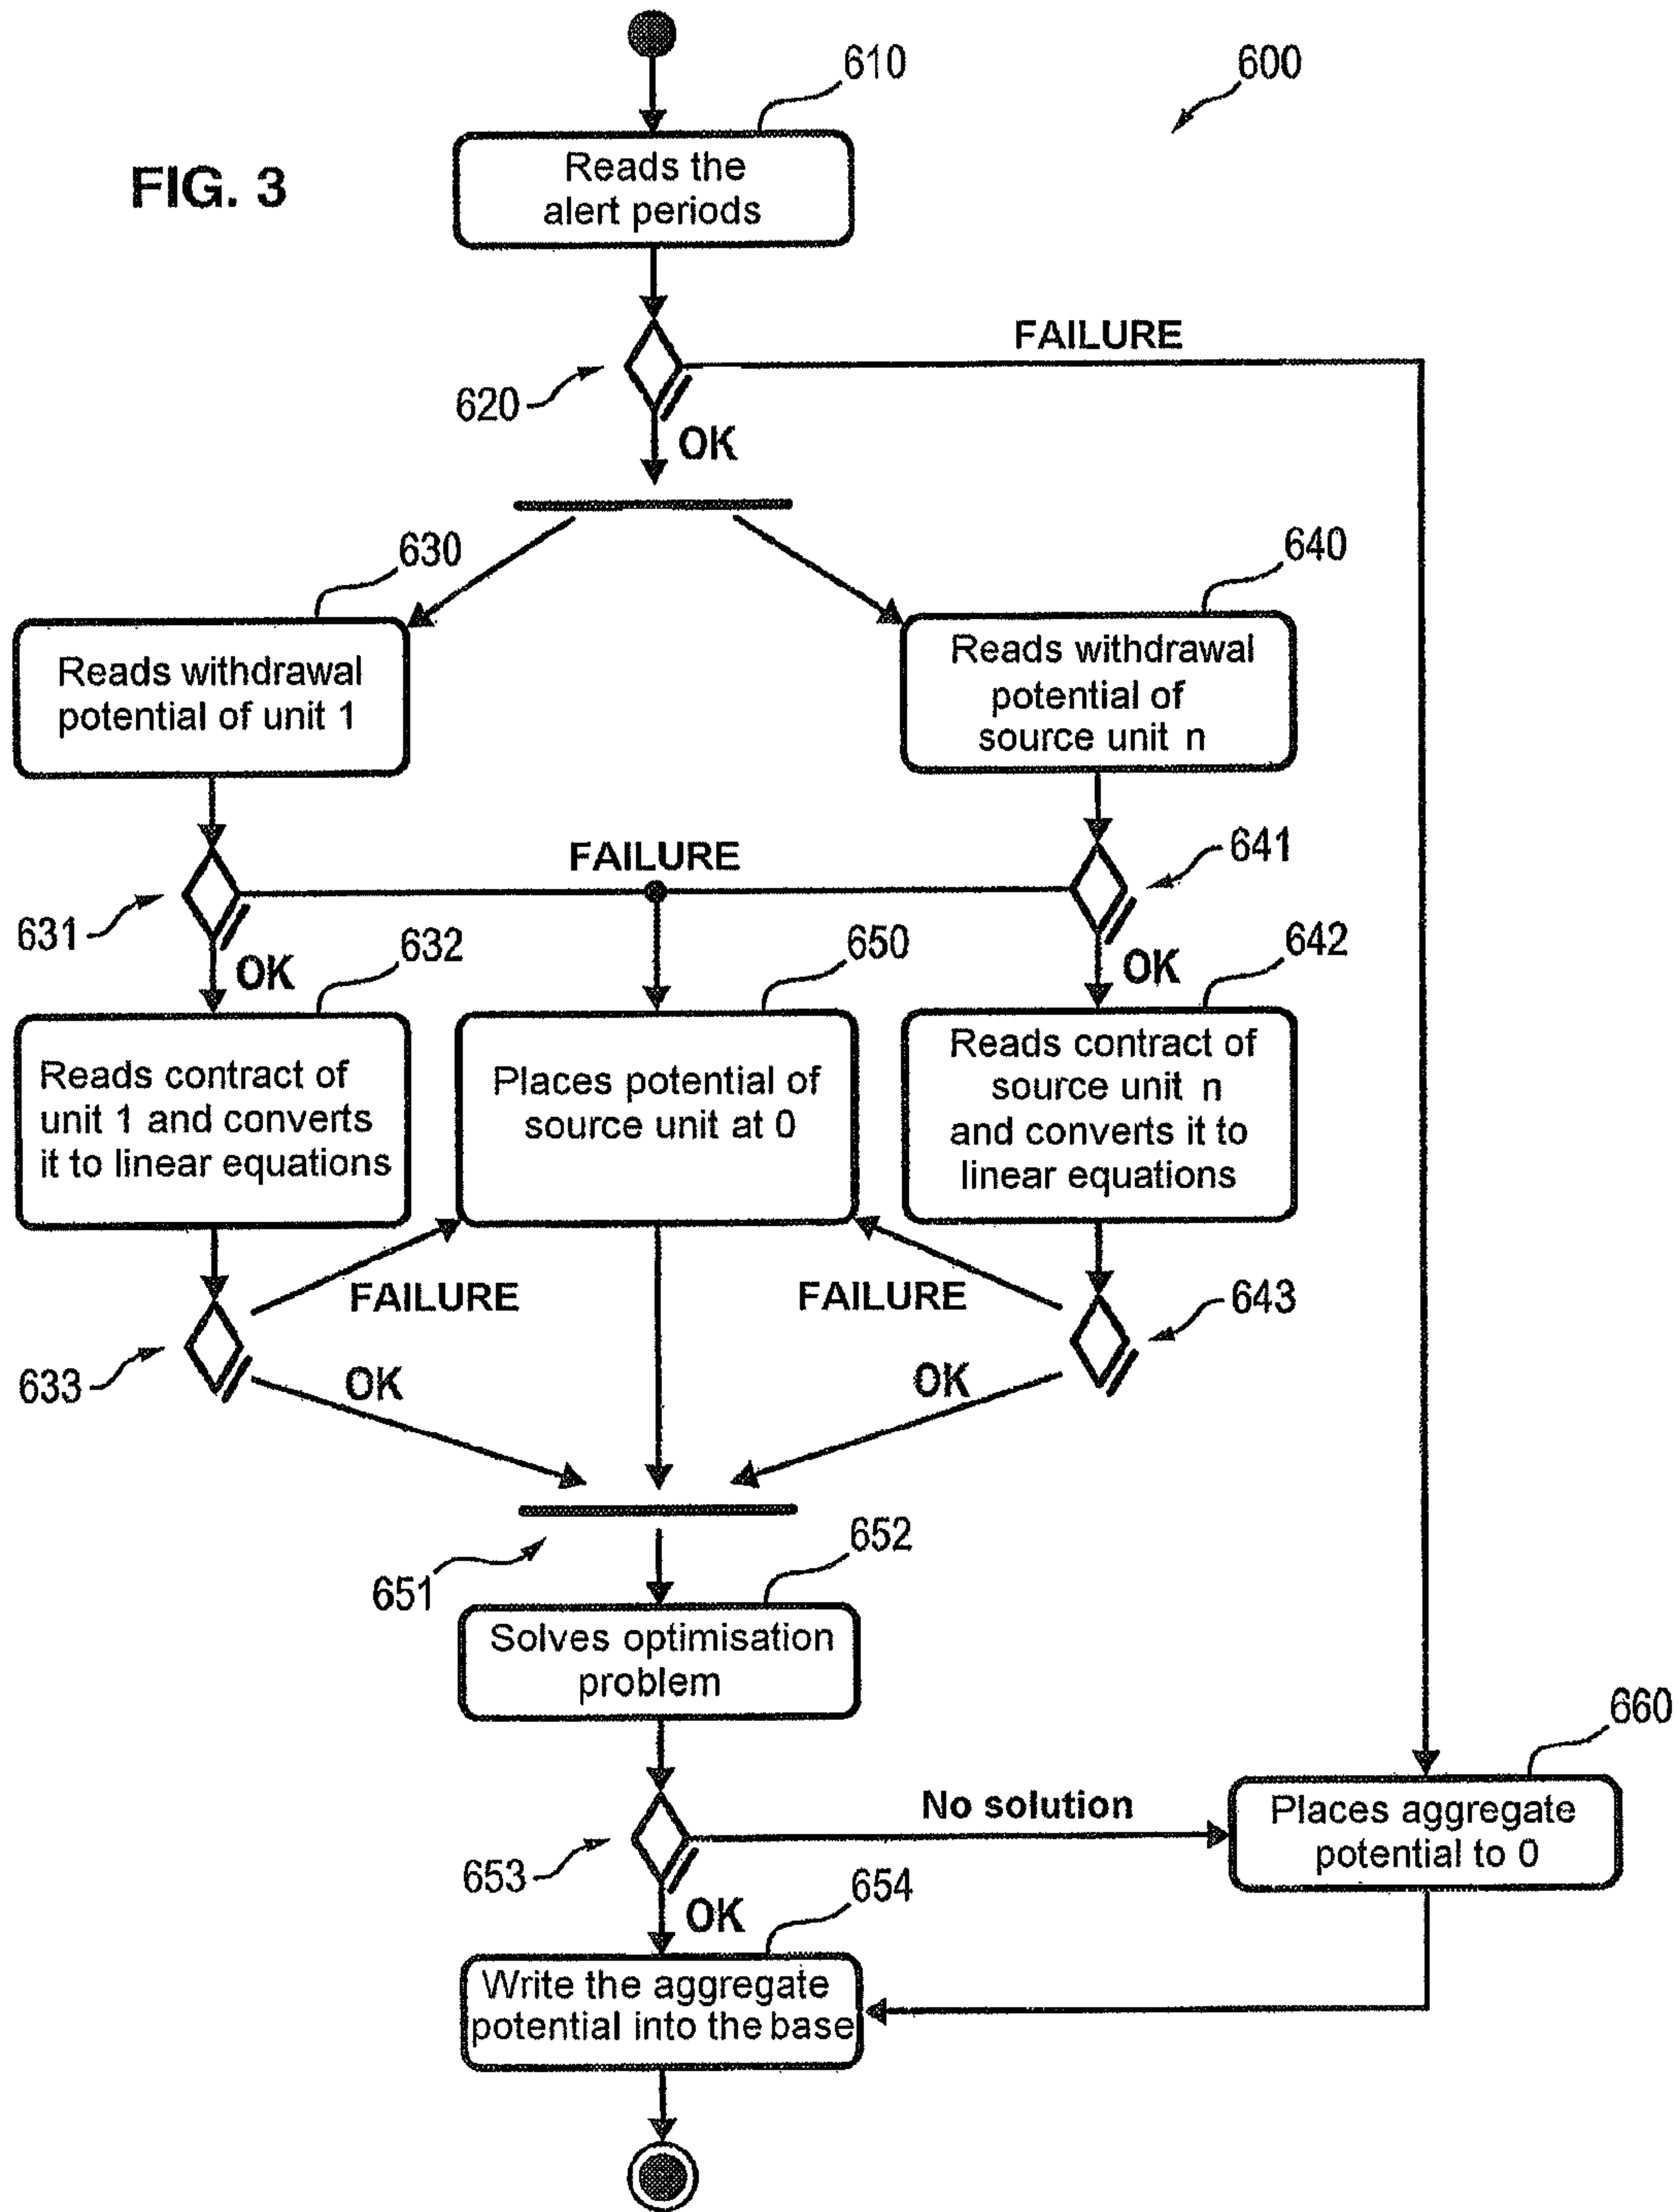 610
600
FIG. 3
Reads the
alert periods
FAILURE
620
OK
630
640
Reads withdrawal
potential of unit 1
Reads withdrawal
potential of
source unit n
FAILURE
641
631
OK
632
650
OK
642
Reads contract of
unit 1 and converts
it to linear equations
Places potential of
source unit at 0
Reads contract of
source unit n
and converts it to
linear equations
FAILURE
FAILURE
643
633
OK
OK
651
652
Solves optimisation
problem
660
No solution
Places aggregate
potential to 0
653
OK
654
Write the aggregate
potential into the base